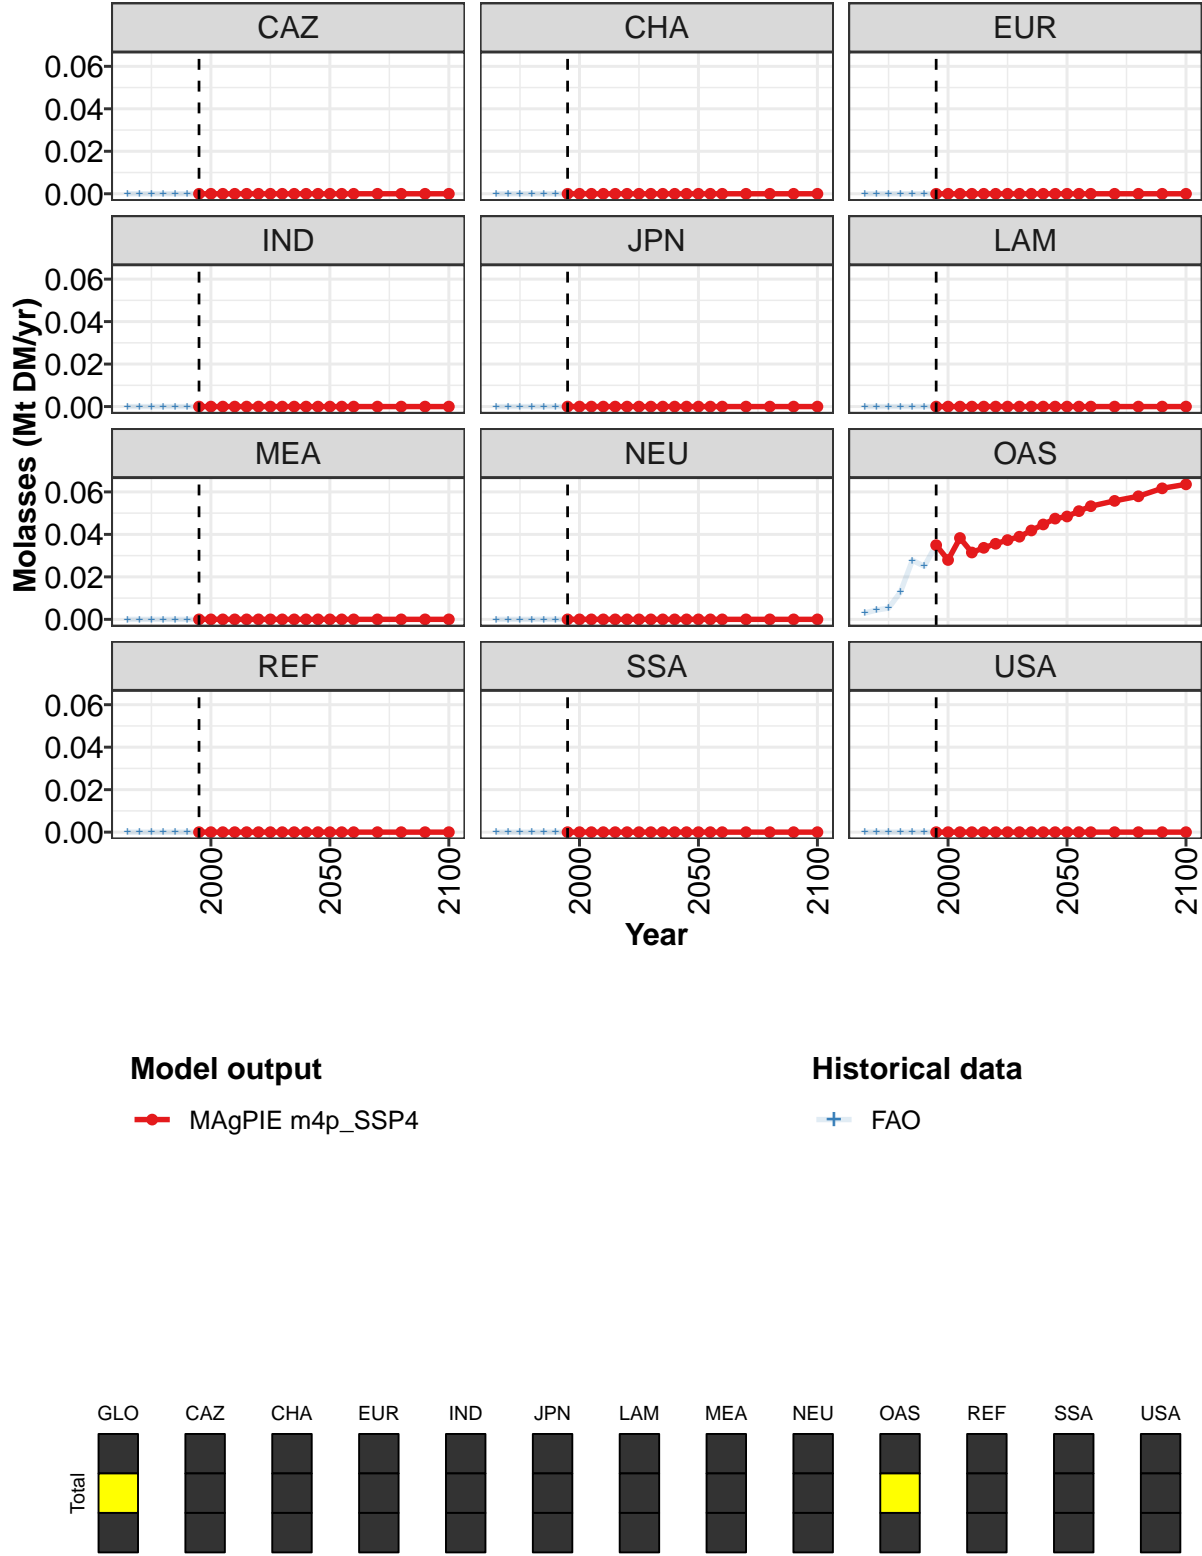 CAZ CHA EUR
0.06
0.04
0.02
0.00
IND JPN LAM
0.06
0.04
0.02
0.00
MEA NEU OAS
0.06
0.04
0.02
0.00
REF SSA USA
0.06
0.04
0.02
0.00
Molasses (Mt DM/yr)
2000 2050 2100 2000 2050 2100 2000 2050 2100
Year
Model output Historical data
MAgPIE m4p_SSP4 FAO
GLO CAZ CHA EUR IND JPN LAM MEA NEU OAS REF SSA USA
Total